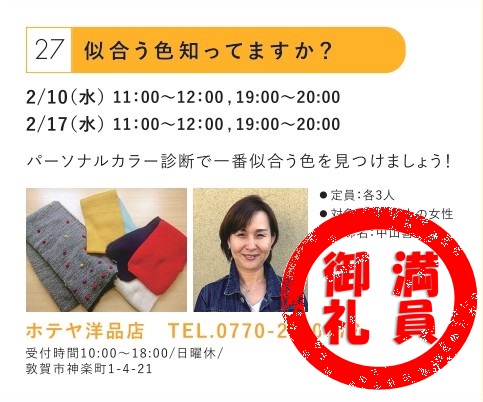 27 似合う色知ってますか?
2/10(水) 11:00〜12:00, 19:00〜20:00
2/17(水) 11:00〜12:00, 19:00〜20:00
パーソナルカラー診断で一番似合う色を見つけましょう!
●定員:各3人
の女性
満員
御礼
ホテヤ洋品店 TEL.0770-2
受付時間10:00〜18:00/日曜休/
敦賀市神楽町1-4-21